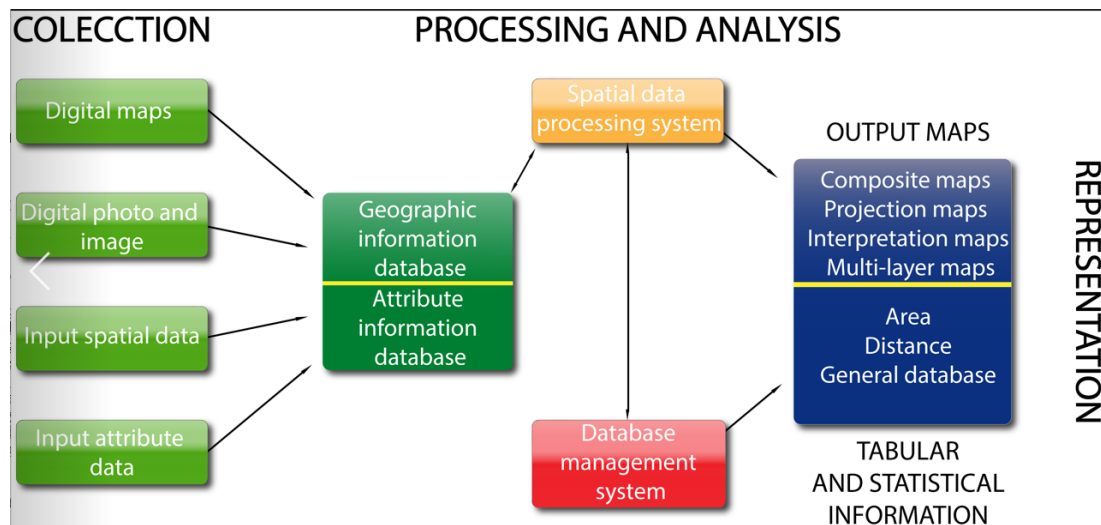 COLECCTION
PROCESSING AND ANALYSIS
Digital maps
Digital photo and
image
Input spatial data
Input attribute
data
Geographic
information
database
Attribute
information
database
Spatial data
processing system
Database
management
system
OUTPUT MAPS
Composite maps
Projection maps
Interpretation maps
Multi-layer maps
Area
Distance
General database
TABULAR
AND STATISTICAL
INFORMATION
REPRESENTATION